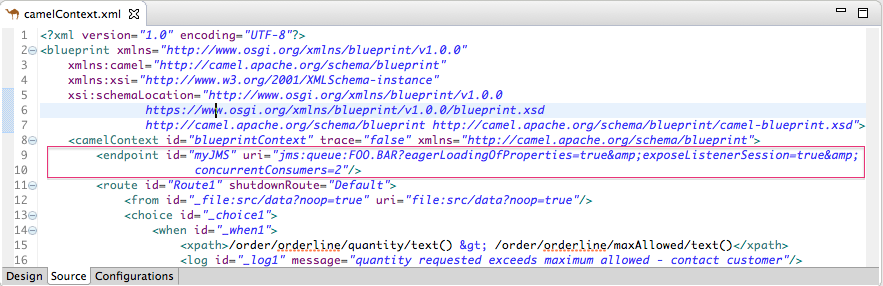 camelContext.xml
1 <?xml version="1.0" encoding="UTF-8"?>
2 <blueprint xmlns="http://www.osgi.org/xmlns/blueprint/v1.0.0"
3 xmlns:camel="http://camel.apache.org/schema/blueprint"
4 xmlns:xsi="http://www.w3.org/2001/XMLSchema-instance"
5 xsi:schemaLocation="http://www.osgi.org/xmlns/blueprint/v1.0.0
6 https://www.osgi.org/xmlns/blueprint/v1.0.0/blueprint.xsd
7 http://camel.apache.org/schema/blueprint http://camel.apache.org/schema/blueprint/camel-blueprint.xsd">
8 <camelContext id="blueprintContext" trace="false" xmlns="http://camel.apache.org/schema/blueprint">
9 <endpoint id="myJMS" uri="jms:queue:FOO.BAR?eagerLoadingOfProperties=true&amp;exposeListenerSession=true&amp;
10 concurrentConsumers=2"/>
11 <route id="Route1" shutdownRoute="Default">
12 <from id="_file:src/data?noop=true" uri="file:src/data?noop=true"/>
13 <choice id="_choice1">
14 <when id="_when1">
15 <xpath>/order/orderline/quantity/text() &gt; /order/orderline/maxAllowed/text()</xpath>
16 <log id="_log1" message="quantity requested exceeds maximum allowed - contact customer"/>
Design Source Configurations